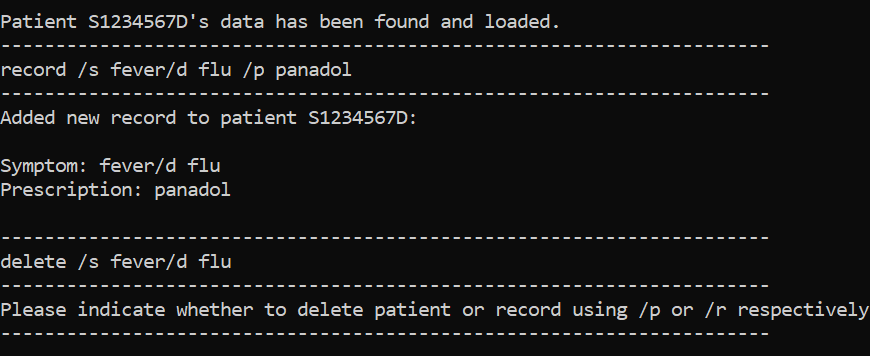 Patient S1234567D's data has been found and loaded.
----------------------------------------------------------------------
record /s fever/d flu /p panadol
----------------------------------------------------------------------
Added new record to patient S1234567D:
Symptom: fever/d flu
Prescription: panadol
----------------------------------------------------------------------
delete /s fever/d flu
----------------------------------------------------------------------
Please indicate whether to delete patient or record using /p or /r respectively
----------------------------------------------------------------------